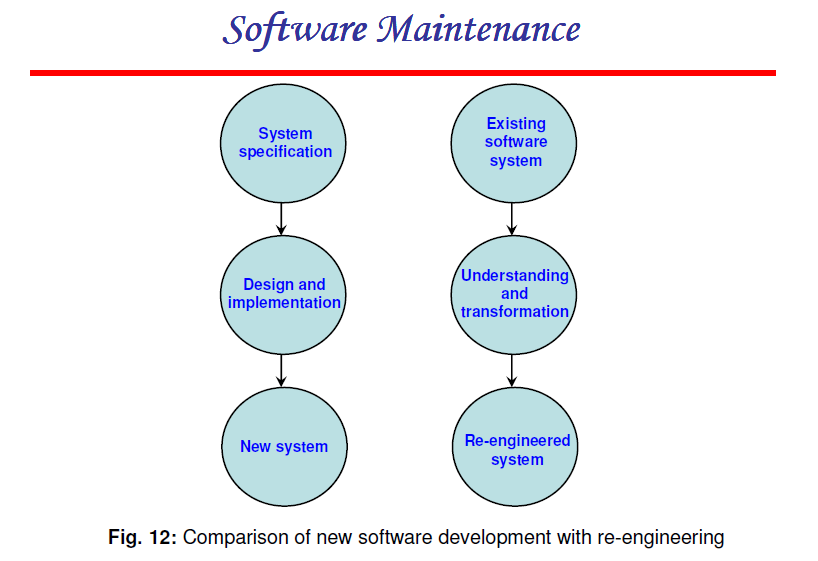 Software Maintenance
System
specification
Existing
software
system
Design and
implementation
Understanding
and
transformation
New system
Re-engineered
system
Fig. 12: Comparison of new software development with re-engineering